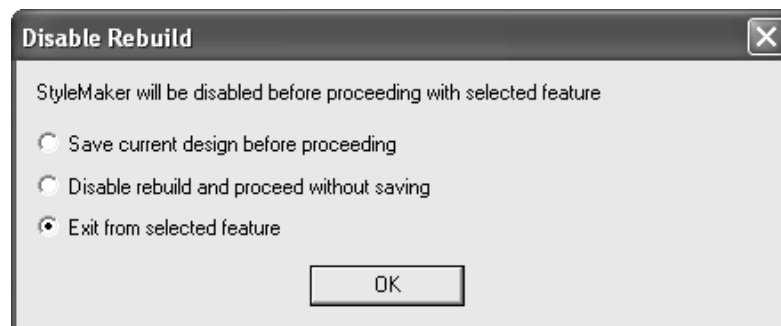 Disable Rebuild
StyleMaker will be disabled before proceeding with selected feature
Save current design before proceeding
Disable rebuild and proceed without saving
Exit from selected feature
OK